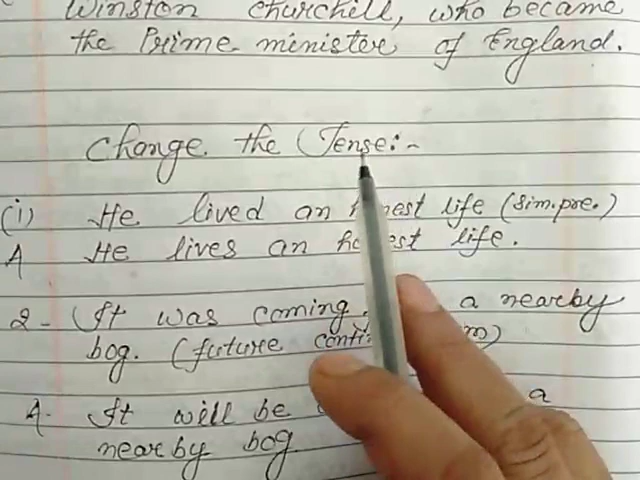 Winston Churchill, who became
the Prime minister of England.
Change the Tense:-
(i) He lived an honest life (Sim.pre.)
A He lives an honest life.
2- It was coming a nearby
bog. (future
A. It will be a
nearby bog